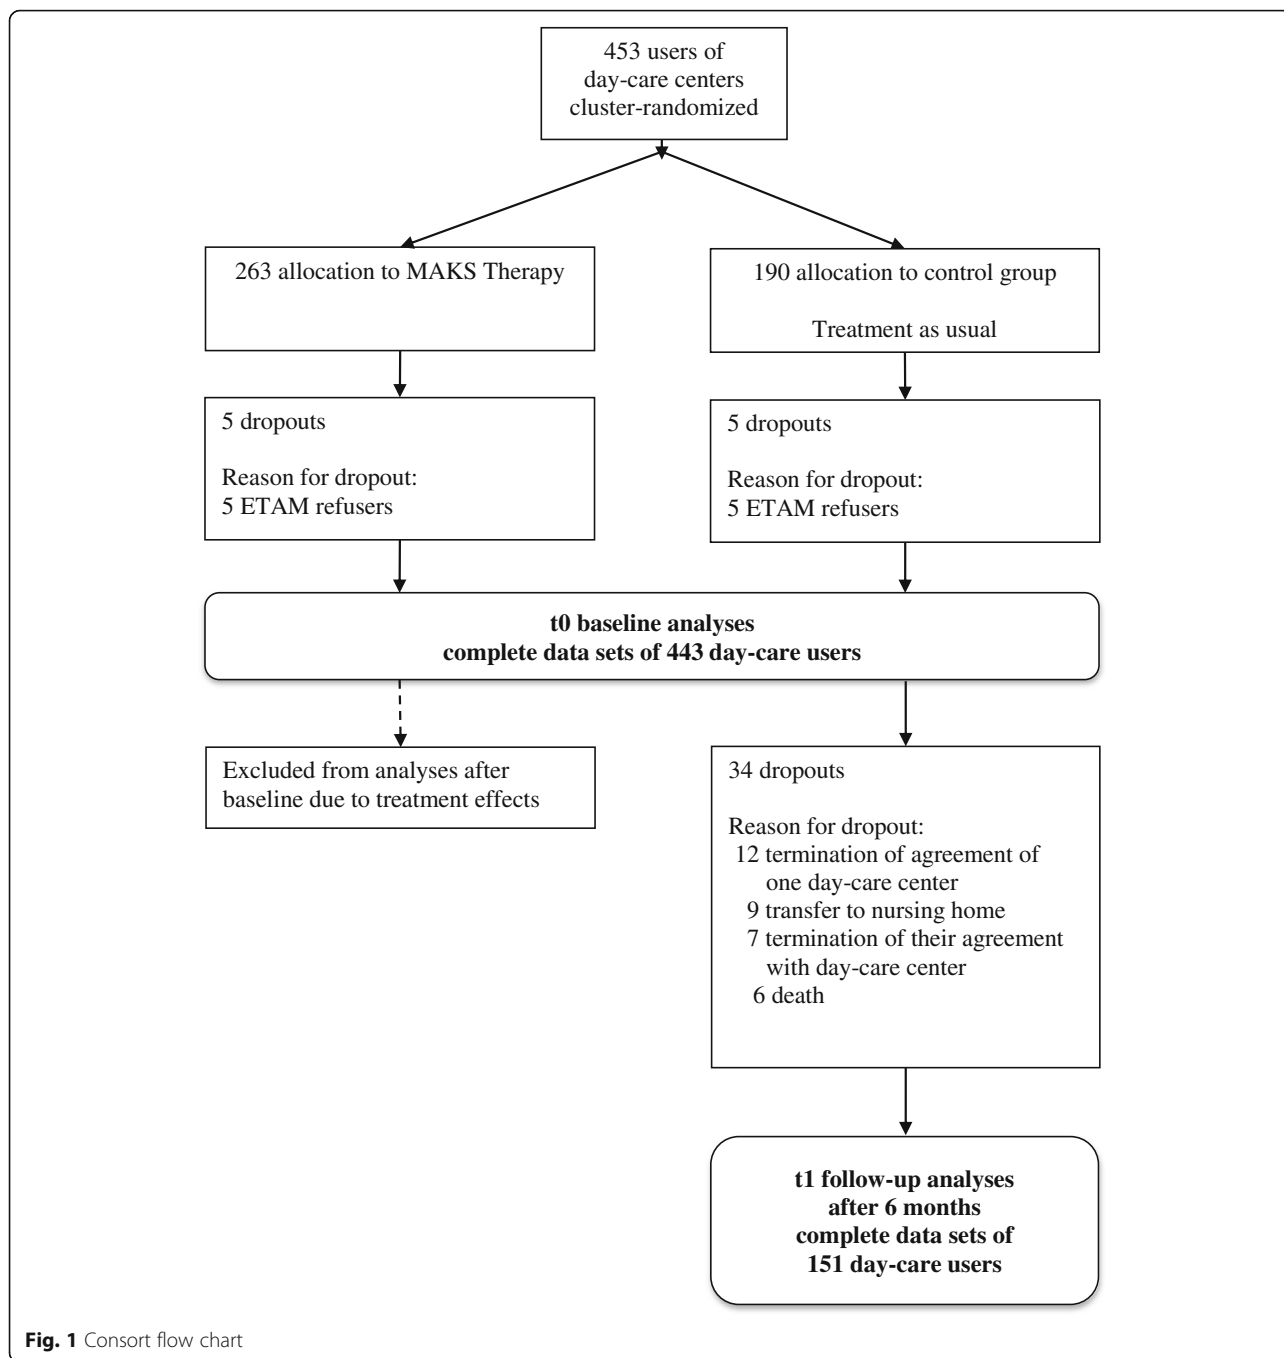 453 users of
day-care centers
cluster-randomized
263 allocation to MAKS Therapy
190 allocation to control group
Treatment as usual
5 dropouts
Reason for dropout:
5 ETAM refusers
5 dropouts
Reason for dropout:
5 ETAM refusers
t0 baseline analyses
complete data sets of 443 day-care users
Excluded from analyses after
baseline due to treatment effects
34 dropouts
Reason for dropout:
12 termination of agreement of
one day-care center
9 transfer to nursing home
7 termination of their agreement
with day-care center
6 death
t1 follow-up analyses
after 6 months
complete data sets of
151 day-care users
Fig. 1 Consort flow chart